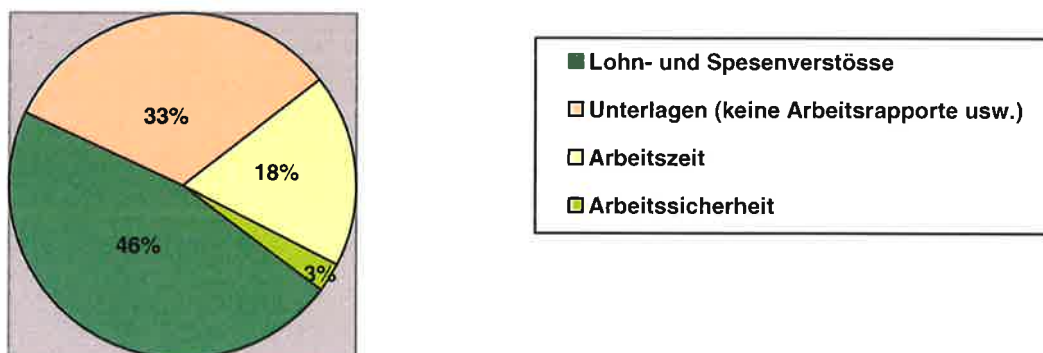 33%
18%
46%
3%
Lohn- und Spesenverstösse
Unterlagen (keine Arbeitsrapporte usw.)
Arbeitszeit
Arbeitssicherheit